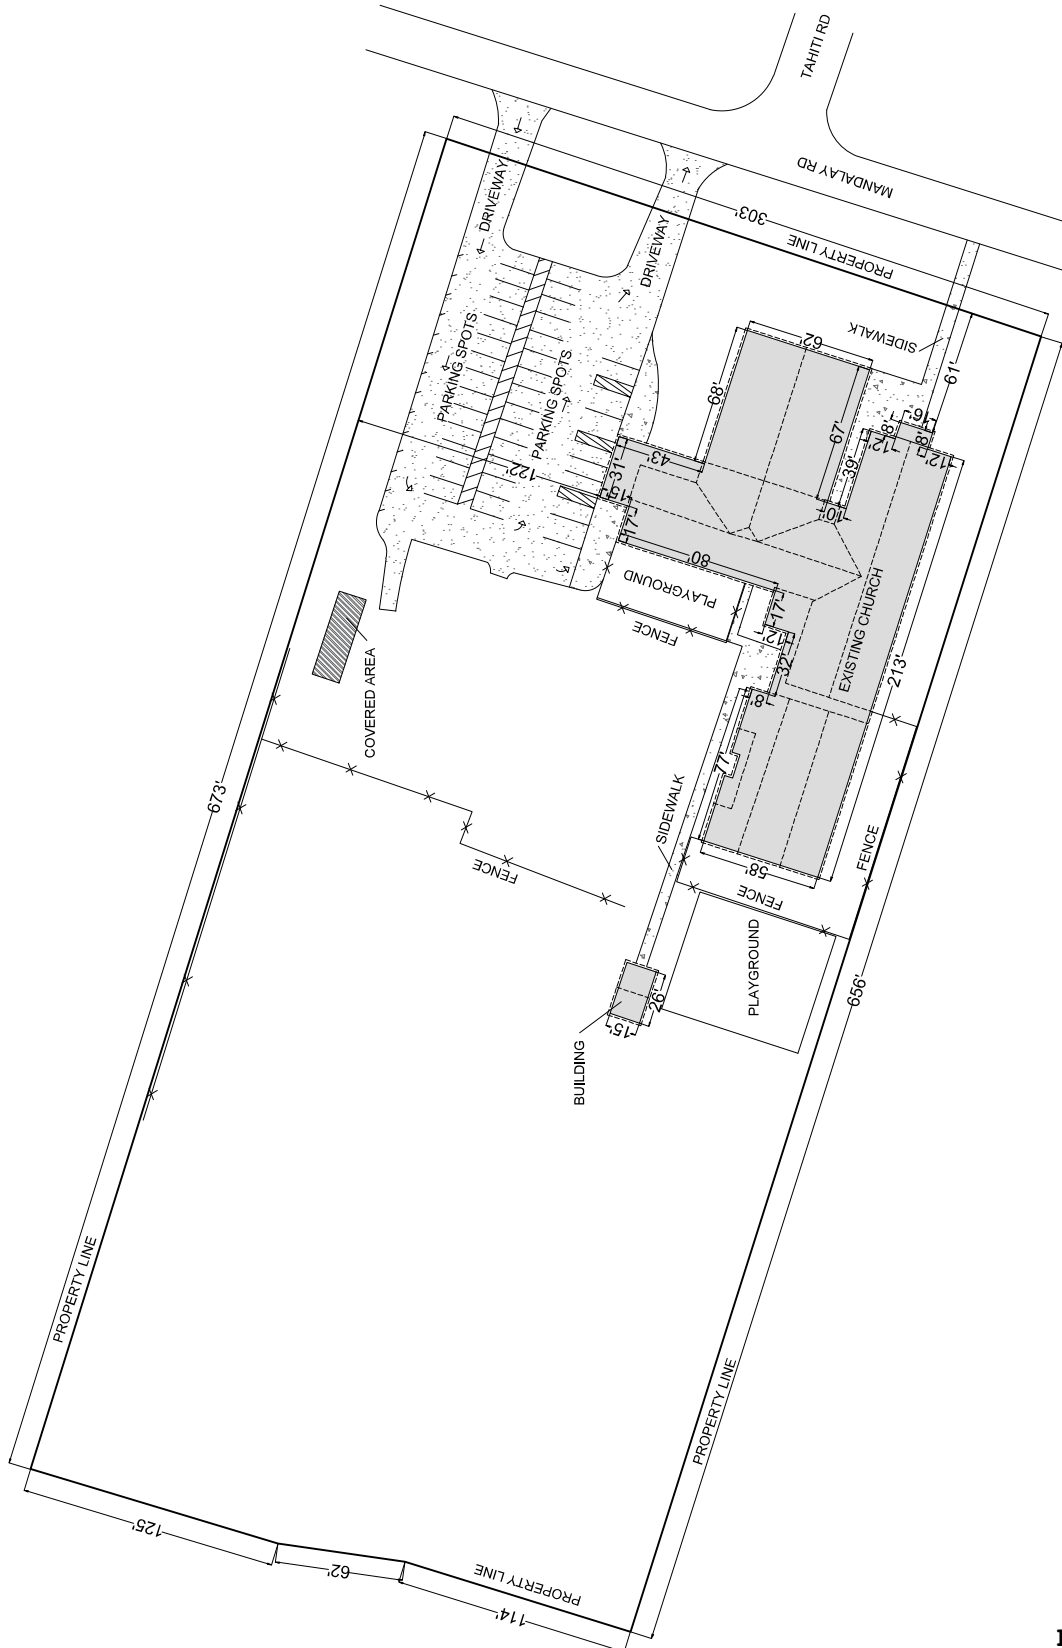 TAHITI RD
MANDALAY RD
DRIVEWAY
303'
PROPERTY LINE
DRIVEWAY
PARKING SPOTS
PARKING SPOTS
SIDEWALK
62'
68'
61'
67'
16'
8'
12'
8'
12'
39'
10'
122'
31'
43'
15'
17'
80'
PLAYGROUND
FENCE
17'
12'
32'
8'
EXISTING CHURCH
213'
COVERED AREA
673'
77'
SIDEWALK
FENCE
58'
FENCE
FENCE
PLAYGROUND
656'
26'
15'
BUILDING
PROPERTY LINE
PROPERTY LINE
125'
62'
PROPERTY LINE
114'